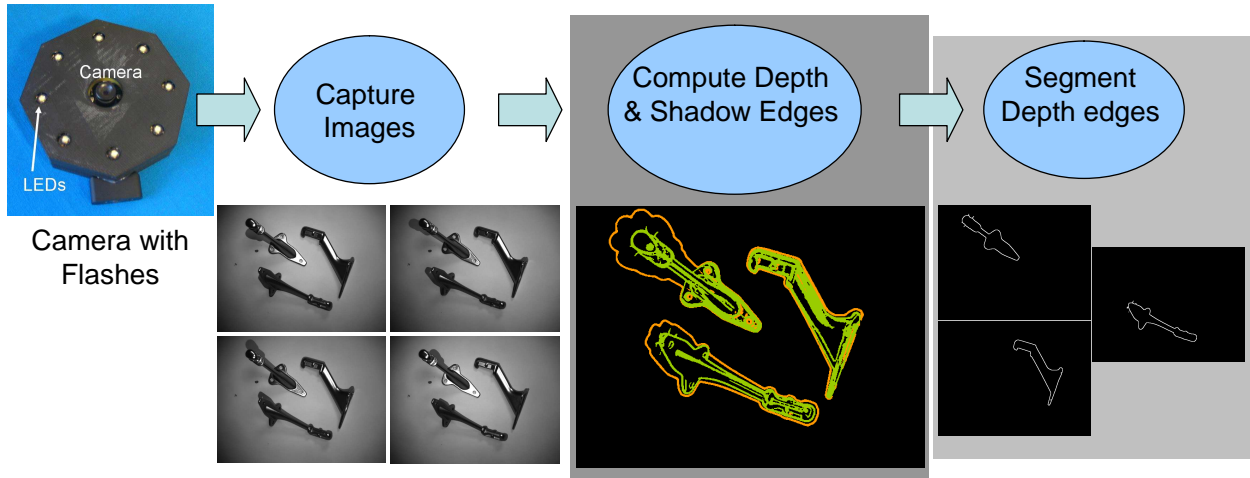 Camera
LEDs
Camera with
Flashes
Capture
Images
Compute Depth
& Shadow Edges
Segment
Depth edges